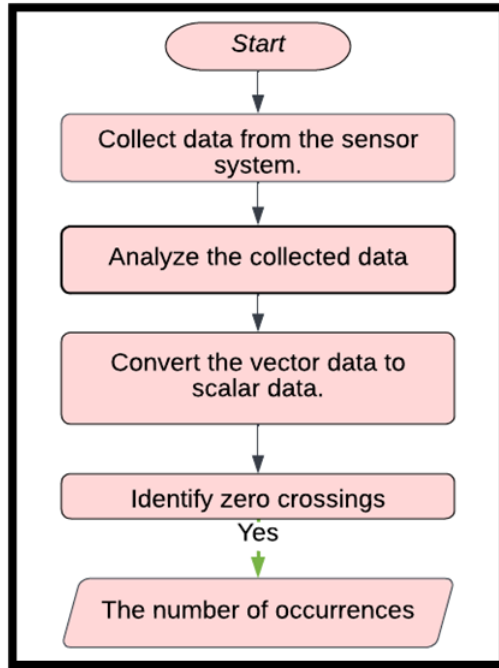 Start
Collect data from the sensor
system.
Analyze the collected data
Convert the vector data to
scalar data.
Identify zero crossings
Yes
The number of occurrences